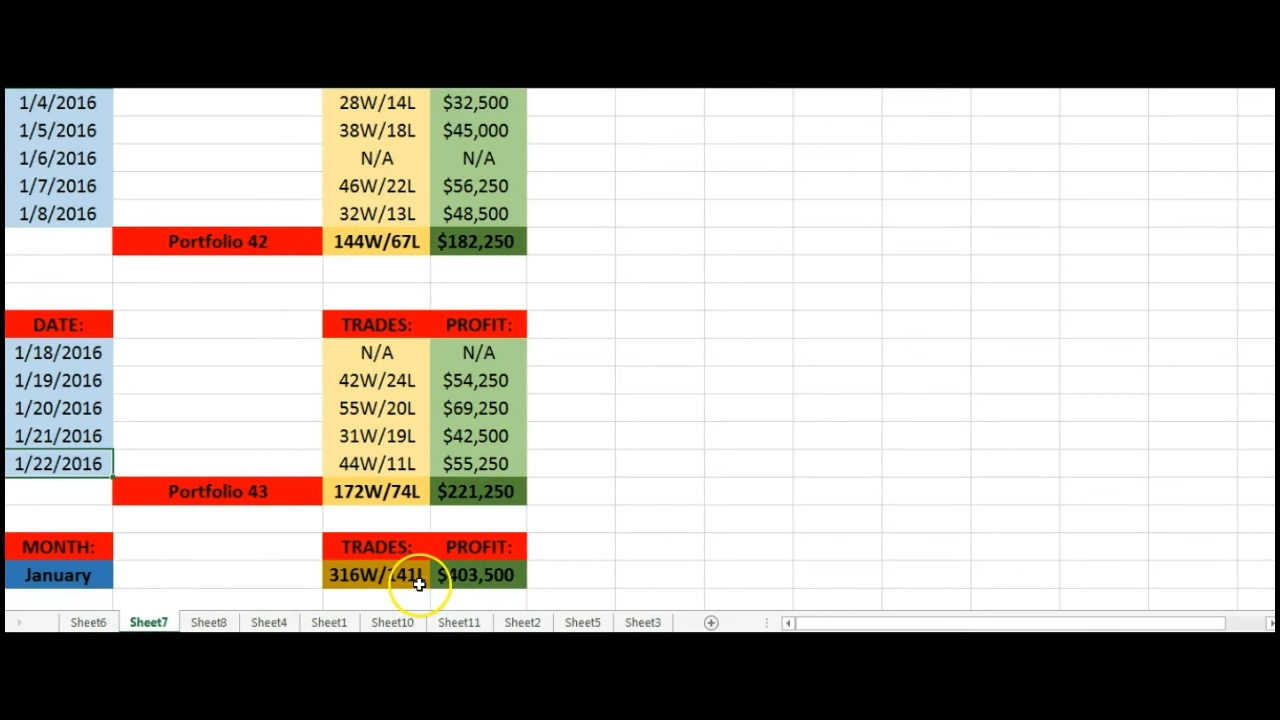 1/4/2016 28W/14L $32,500
1/5/2016 38W/18L $45,000
1/6/2016 N/A N/A
1/7/2016 46W/22L $56,250
1/8/2016 32W/13L $48,500
Portfolio 42 144W/67L $182,250
DATE: TRADES: PROFIT:
1/18/2016 N/A N/A
1/19/2016 42W/24L $54,250
1/20/2016 55W/20L $69,250
1/21/2016 31W/19L $42,500
1/22/2016 44W/11L $55,250
Portfolio 43 172W/74L $221,250
MONTH: TRADES: PROFIT:
January 316W/141L $403,500
Sheet6 Sheet7 Sheet8 Sheet4 Sheet1 Sheet10 Sheet11 Sheet2 Sheet5 Sheet3